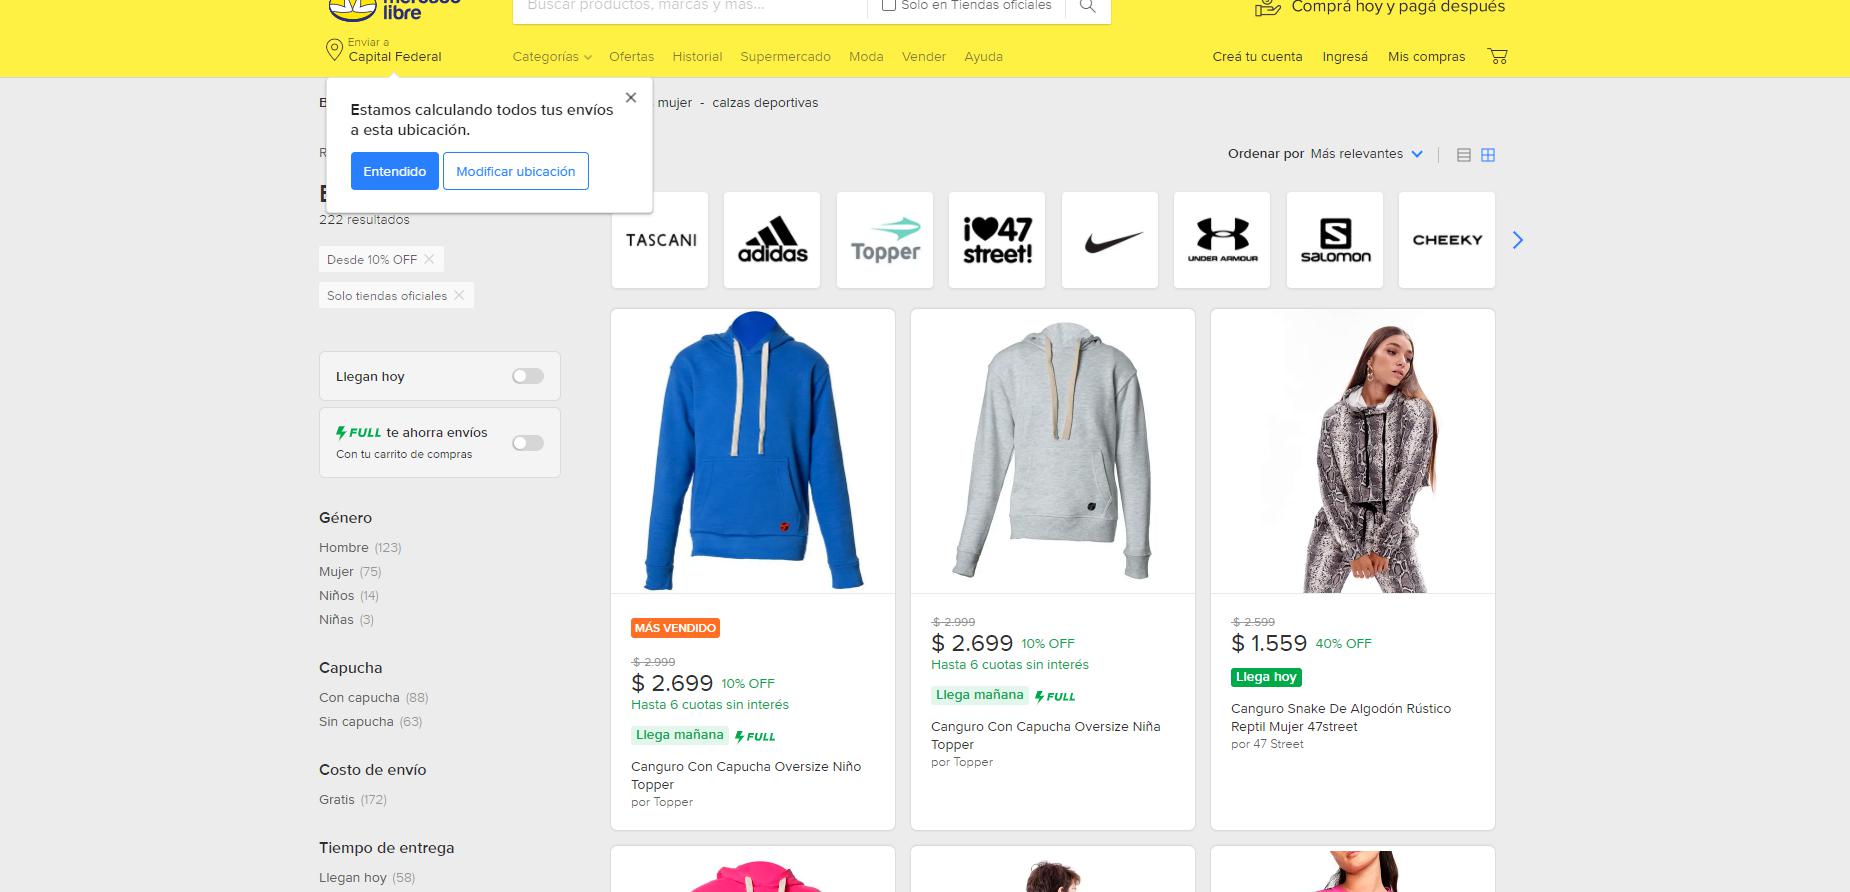 libre
Buscar productos, marcas y más...
Solo en Tiendas oficiales
Comprá hoy y pagá después
Enviar a
Capital Federal
Categorías
Ofertas
Historial
Supermercado
Moda
Vender
Ayuda
Creá tu cuenta
Ingresá
Mis compras
Estamos calculando todos tus envíos
a esta ubicación.
Entendido
Modificar ubicación
mujer - calzas deportivas
Ordenar por Más relevantes
222 resultados
Desde 10% OFF
Solo tiendas oficiales
TASCANI
adidas
Topper
i 47
street!
UNDER ARMOUR
SALOMON
CHEEKY
Llegan hoy
FULL te ahorra envíos
Con tu carrito de compras
Género
Hombre (123)
Mujer (75)
Niños (14)
Niñas (3)
Capucha
Con capucha (88)
Sin capucha (63)
Costo de envío
Gratis (172)
Tiempo de entrega
Llegan hoy (58)
MÁS VENDIDO
$ 2.999
$ 2.699 10% OFF
Hasta 6 cuotas sin interés
Llega mañana FULL
Canguro Con Capucha Oversize Niño
Topper
por Topper
$ 2.999
$ 2.699 10% OFF
Hasta 6 cuotas sin interés
Llega mañana FULL
Canguro Con Capucha Oversize Niña
Topper
por Topper
$ 2.599
$ 1.559 40% OFF
Llega hoy
Canguro Snake De Algodón Rústico
Reptil Mujer 47street
por 47 Street